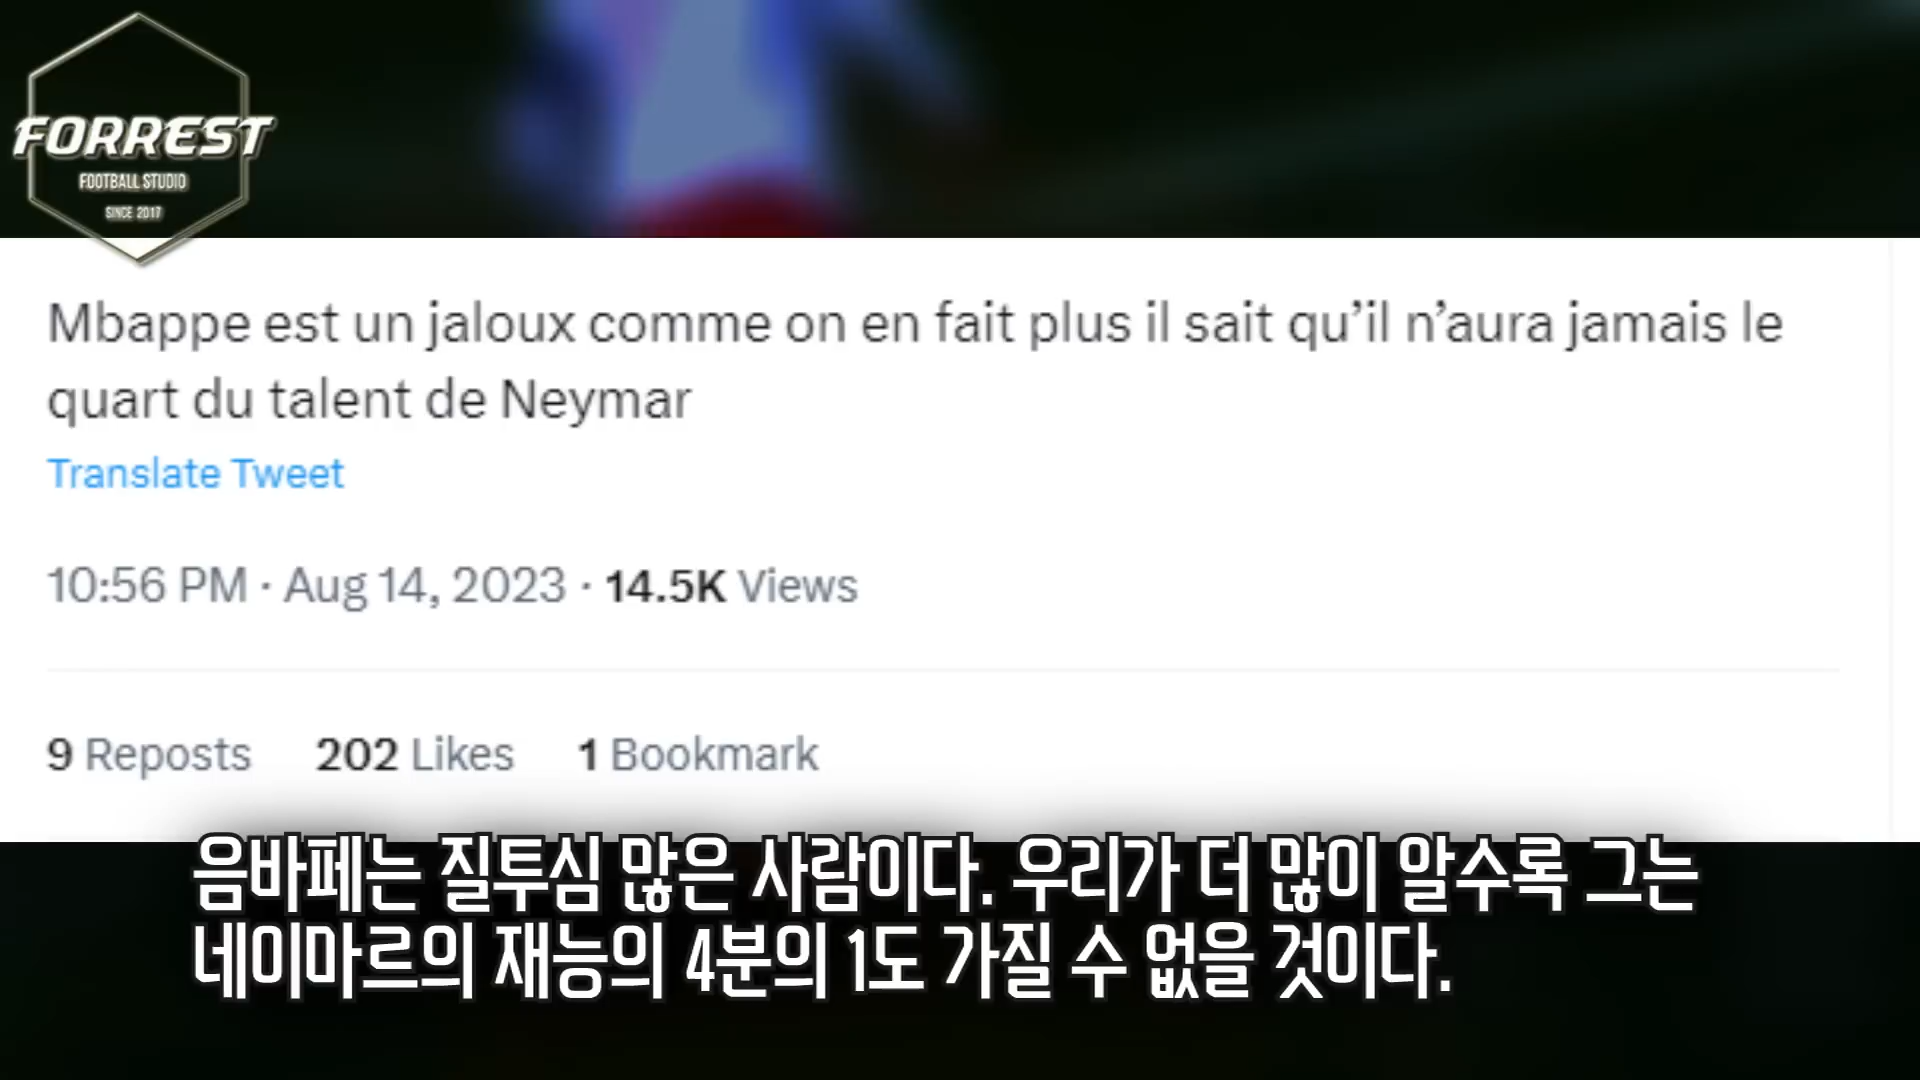 FORREST
FOOTBALL STUDIO
SINCE 2017
Mbappe est un jaloux comme on en fait plus il sait qu’il n’aura jamais le
quart du talent de Neymar
Translate Tweet
10:56 PM · Aug 14, 2023 · 14.5K Views
9 Reposts 202 Likes 1 Bookmark
음바페는 질투심 많은 사람이다. 우리가 더 많이 알수록 그는
네이마르의 재능의 4분의 1도 가질 수 없을 것이다.